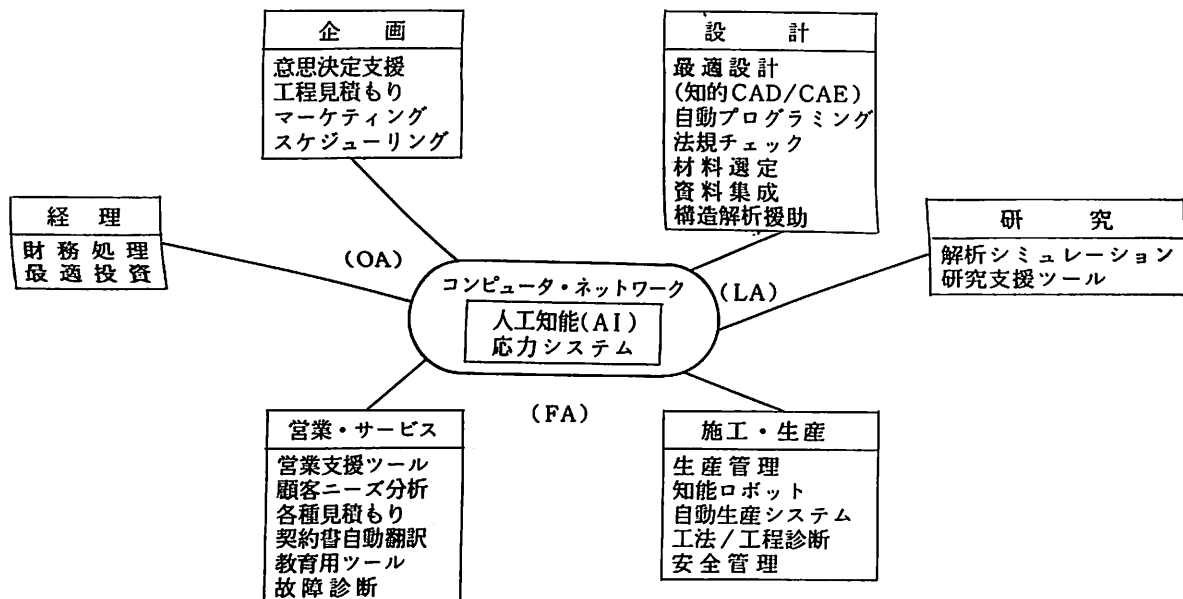 企画
意思決定支援
工程見積もり
マーケティング
スケジューリング
設計
最適設計
(知的CAD/CAE)
自動プログラミング
法規チェック
材料選定
資料集成
構造解析援助
経理
財務処理
最適投資
(OA)
コンピュータ・ネットワーク
人工知能(AI)
応力システム
(LA)
研究
解析シミュレーション
研究支援ツール
(FA)
営業・サービス
営業支援ツール
顧客ニーズ分析
各種見積もり
契約書自動翻訳
教育用ツール
故障診断
施工・生産
生産管理
知能ロボット
自動生産システム
工法/工程診断
安全管理